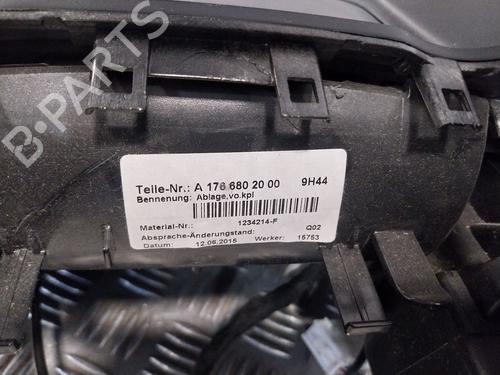 B-PARTS
Teile-Nr.: A 176 680 20 00 9H44
Bennenung: Ablage,vo.kpl
Material-Nr.: 1234214-F
Absprache-Änderungstand: Q02
Datum: 12.06.2015 Werker: 15753